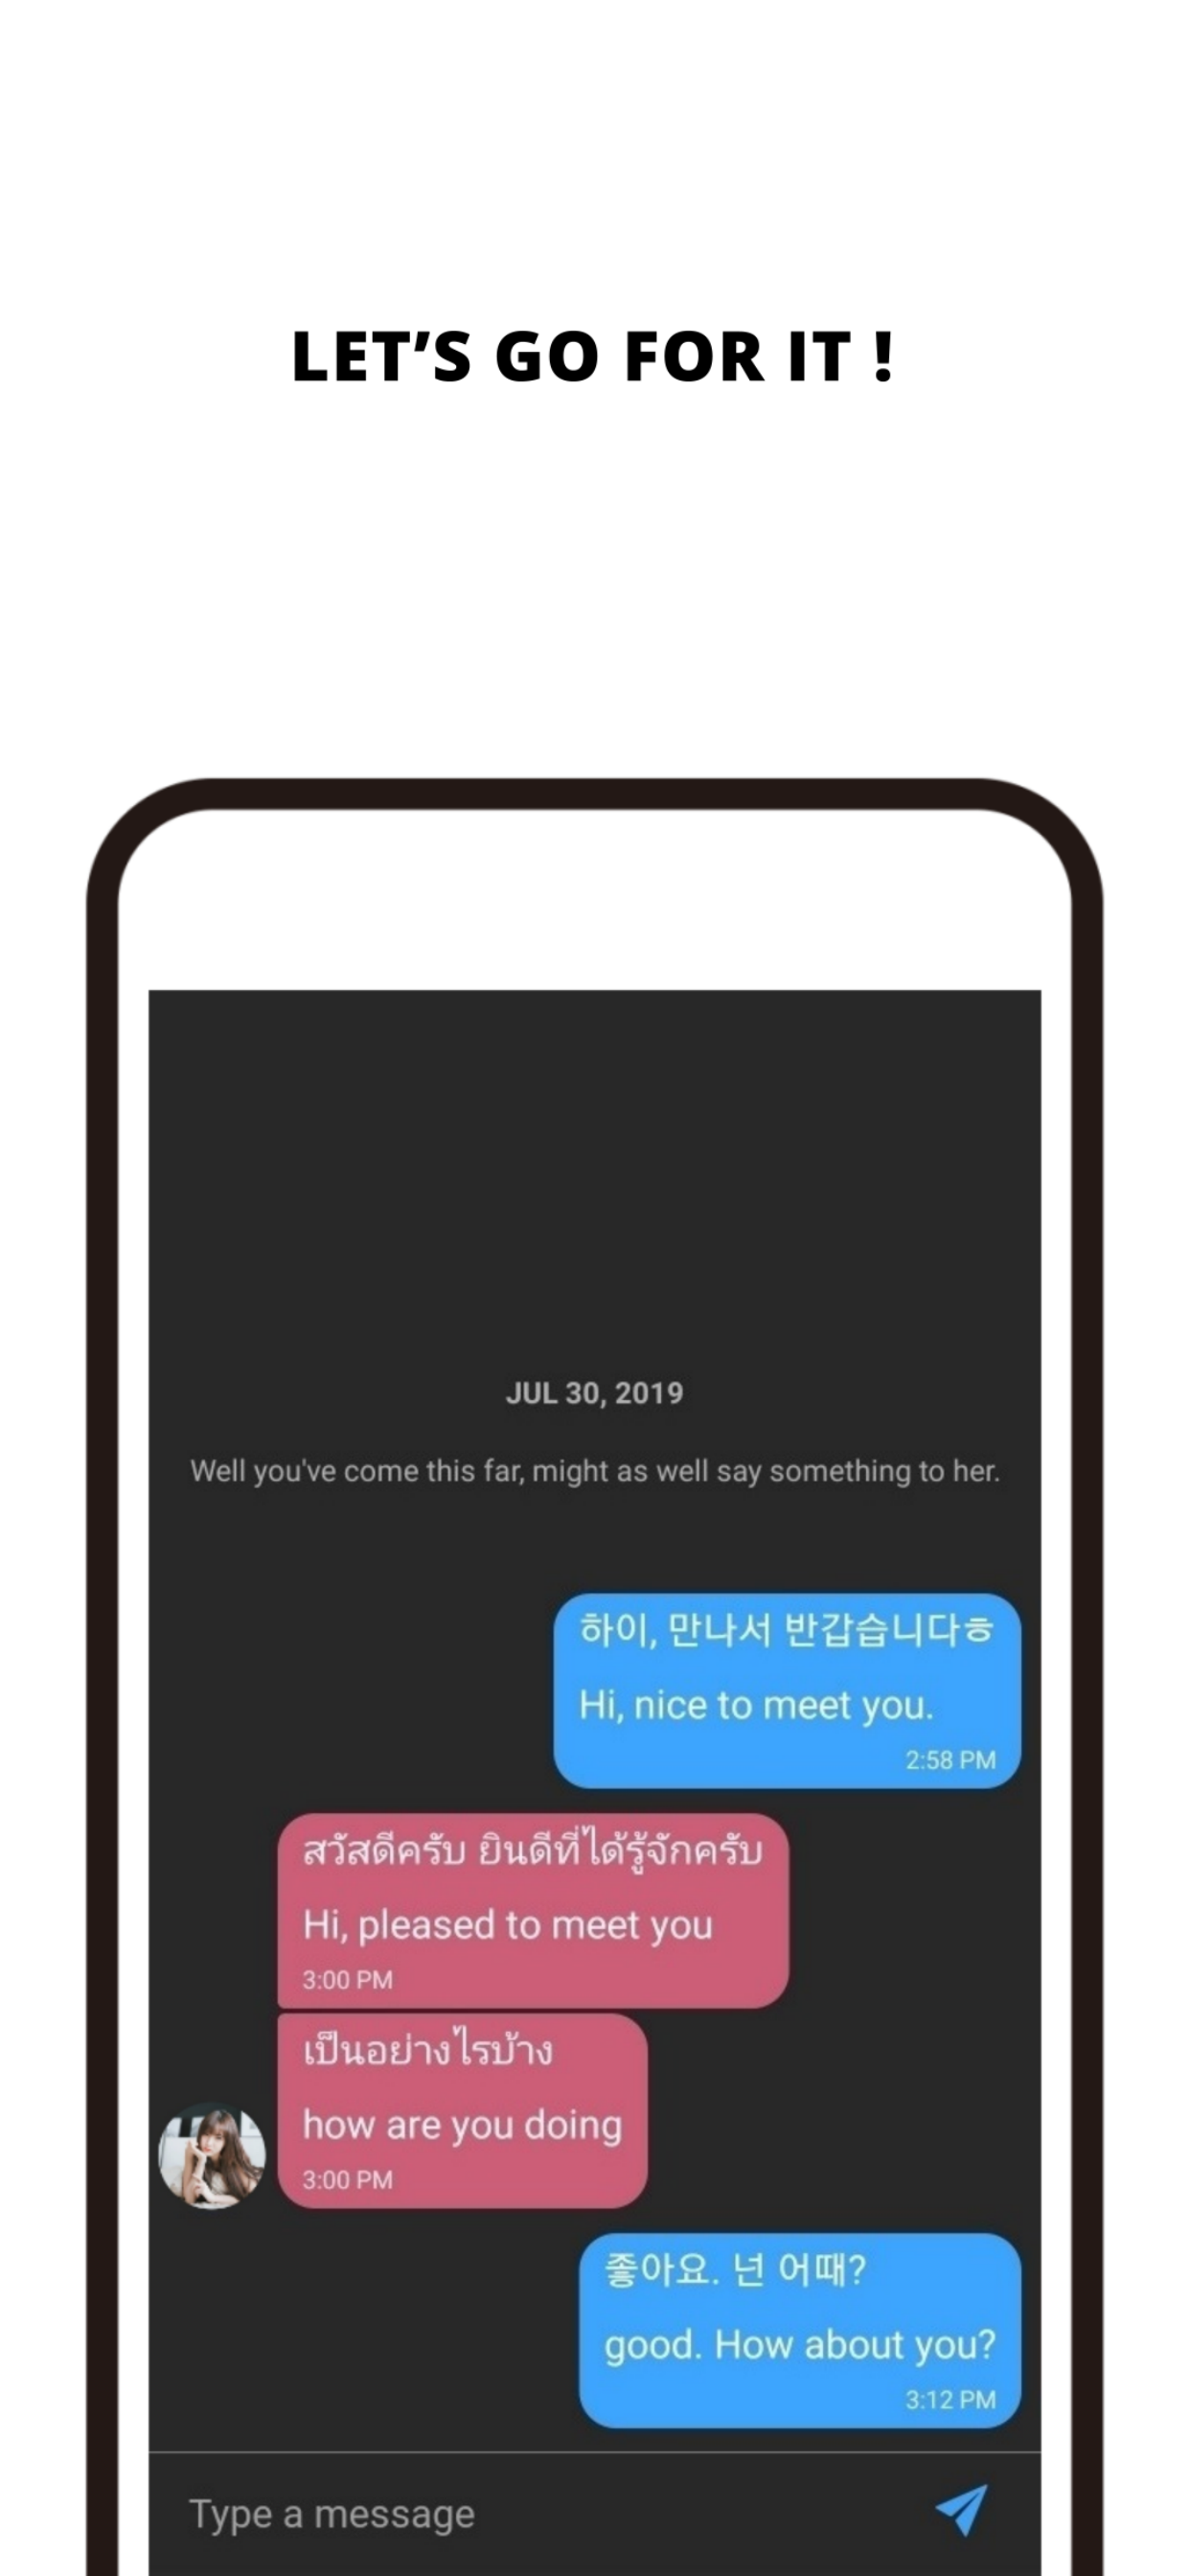 LET’S GO FOR IT !
JUL 30, 2019
Well you've come this far, might as well say something to her.
하이, 만나서 반갑습니다ㅎ
Hi, nice to meet you.
2:58 PM
สวัสดีครับ ยินดีที่ได้รู้จักครับ
Hi, pleased to meet you
3:00 PM
เป็นอย่างไรบ้าง
how are you doing
3:00 PM
좋아요. 넌 어때?
good. How about you?
3:12 PM
Type a message